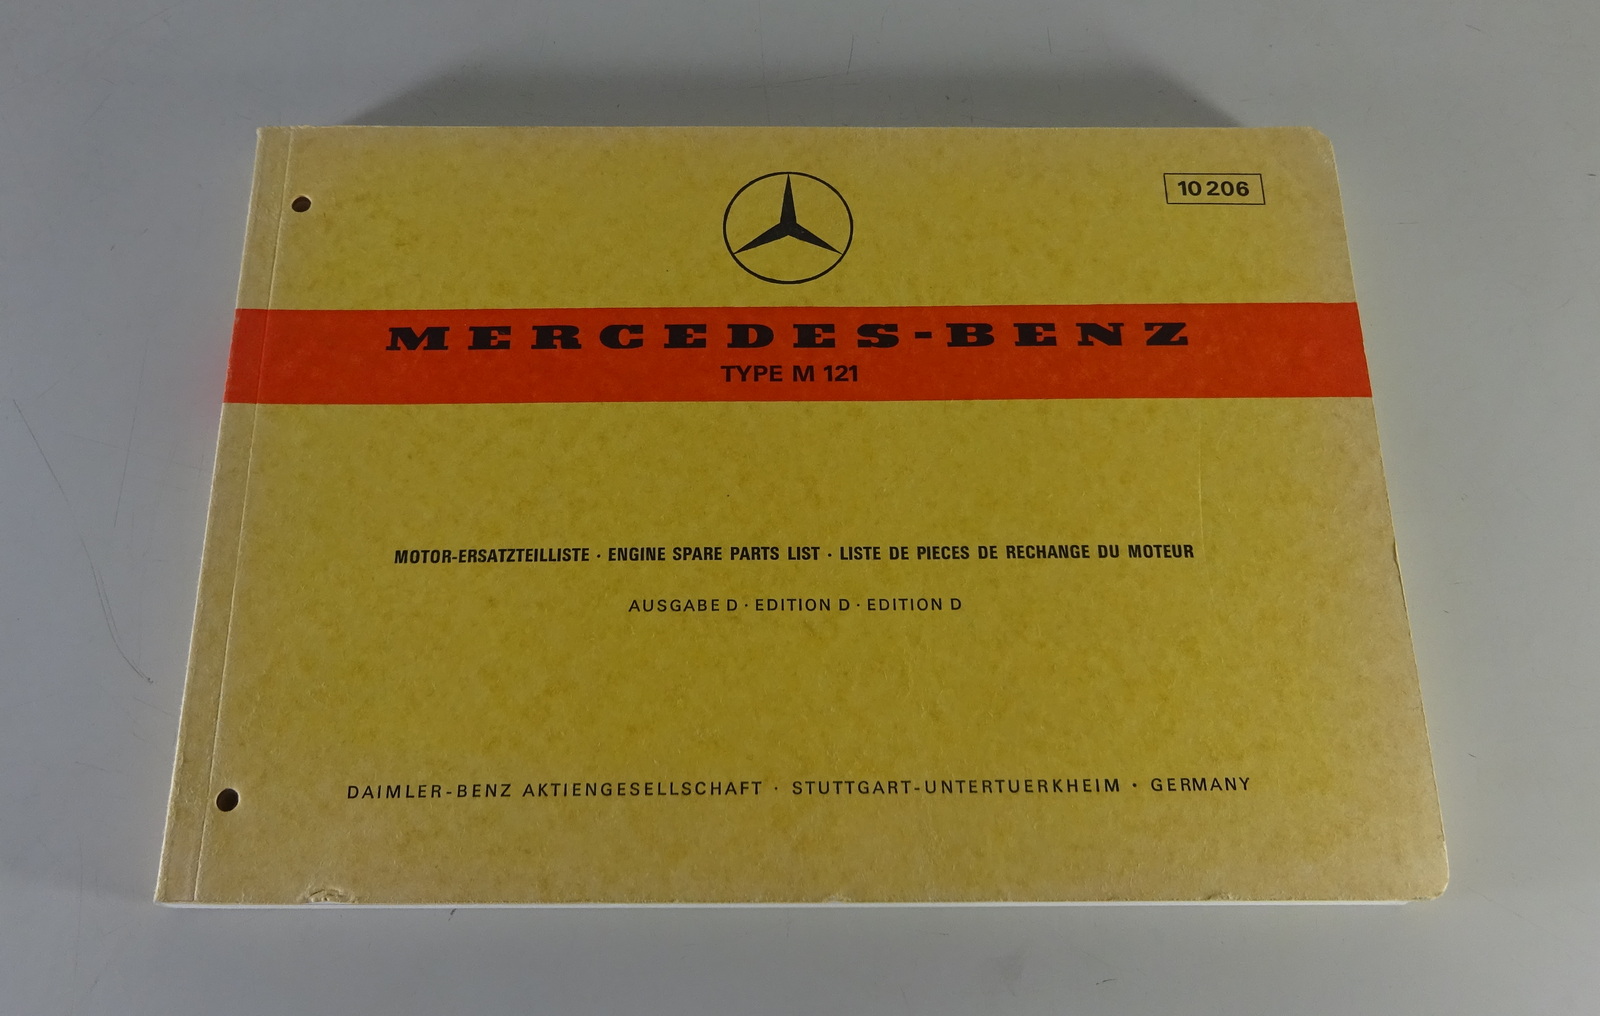 10 206
MERCEDES-BENZ
TYPE M 121
MOTOR-ERSATZTEILLISTE · ENGINE SPARE PARTS LIST · LISTE DE PIECES DE RECHANGE DU MOTEUR
AUSGABE D · EDITION D · EDITION D
DAIMLER-BENZ AKTIENGESELLSCHAFT · STUTTGART-UNTERTUERKHEIM · GERMANY